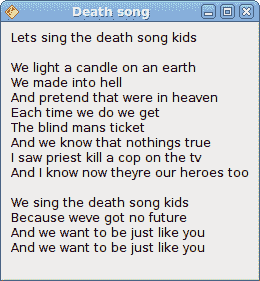 Death song
Lets sing the death song kids

We light a candle on an earth
We made into hell
And pretend that were in heaven
Each time we do we get
The blind mans ticket
And we know that nothings true
I saw priest kill a cop on the tv
And I know now theyre our heroes too

We sing the death song kids
Because weve got no future
And we want to be just like you
And we want to be just like you